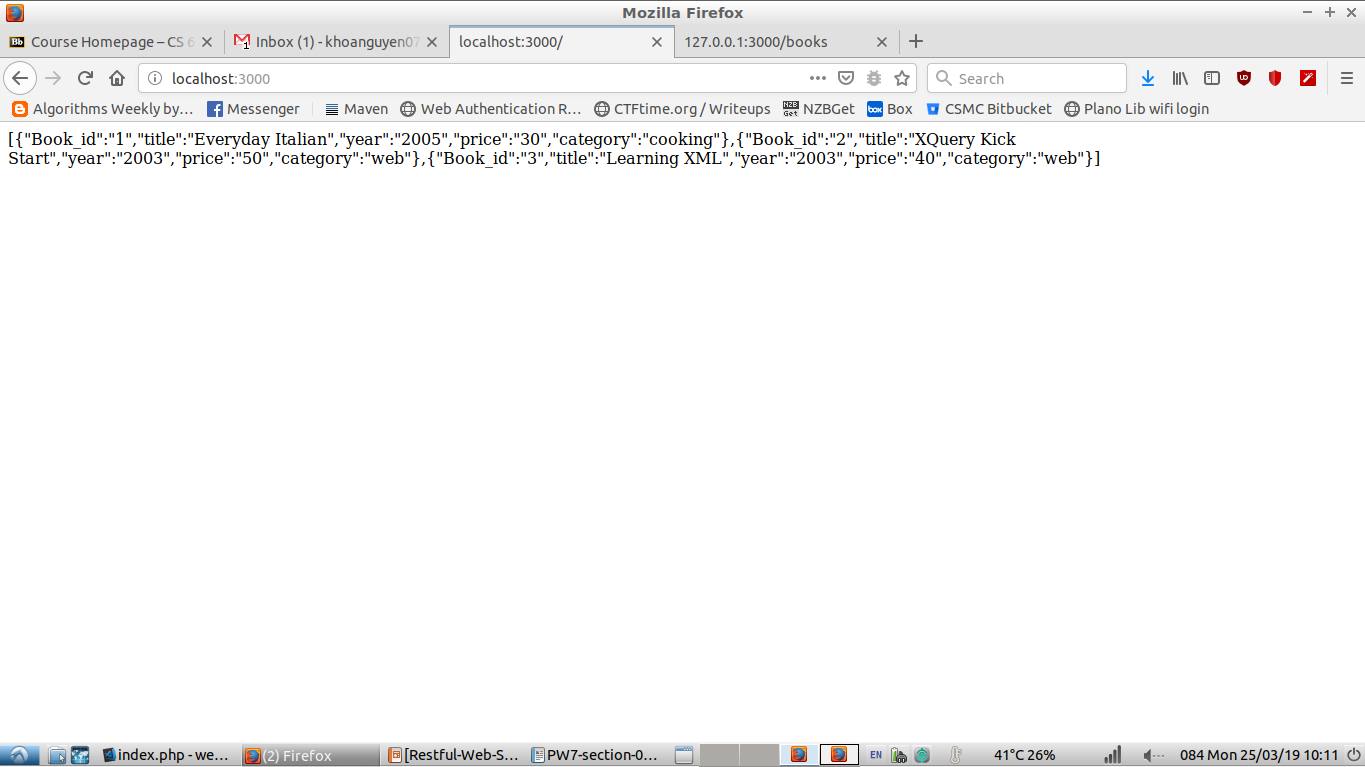 Mozilla Firefox
Course Homepage – CS 6
Inbox (1) - khoanguyen07
localhost:3000/
127.0.0.1:3000/books
localhost:3000
Search
Algorithms Weekly by…
Messenger
Maven
Web Authentication R…
CTFtime.org / Writeups
NZBGet
Box
CSMC Bitbucket
Plano Lib wifi login
[{"Book_id":"1","title":"Everyday Italian","year":"2005","price":"30","category":"cooking"},{"Book_id":"2","title":"XQuery Kick
Start","year":"2003","price":"50","category":"web"},{"Book_id":"3","title":"Learning XML","year":"2003","price":"40","category":"web"}]
index.php - we…
(2) Firefox
[Restful-Web-S…
PW7-section-0…
EN
41°C 26%
084 Mon 25/03/19 10:11